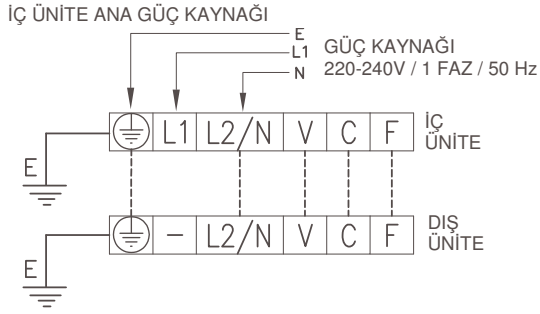 İÇ ÜNİTE ANA GÜÇ KAYNAĞI
E
L1
N
GÜÇ KAYNAĞI
220-240V / 1 FAZ / 50 Hz
L1 L2/N V C F
İÇ
ÜNİTE
E
- L2/N V C F
DIŞ
ÜNİTE
E